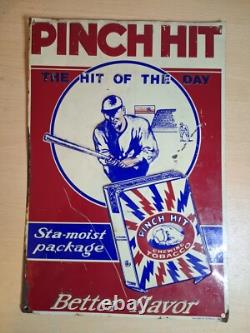 PINCH HIT
THE HIT OF THE DAY
PINCH HIT
CHEWING
TOBACCO
Sta-moist
package
Better Flavor